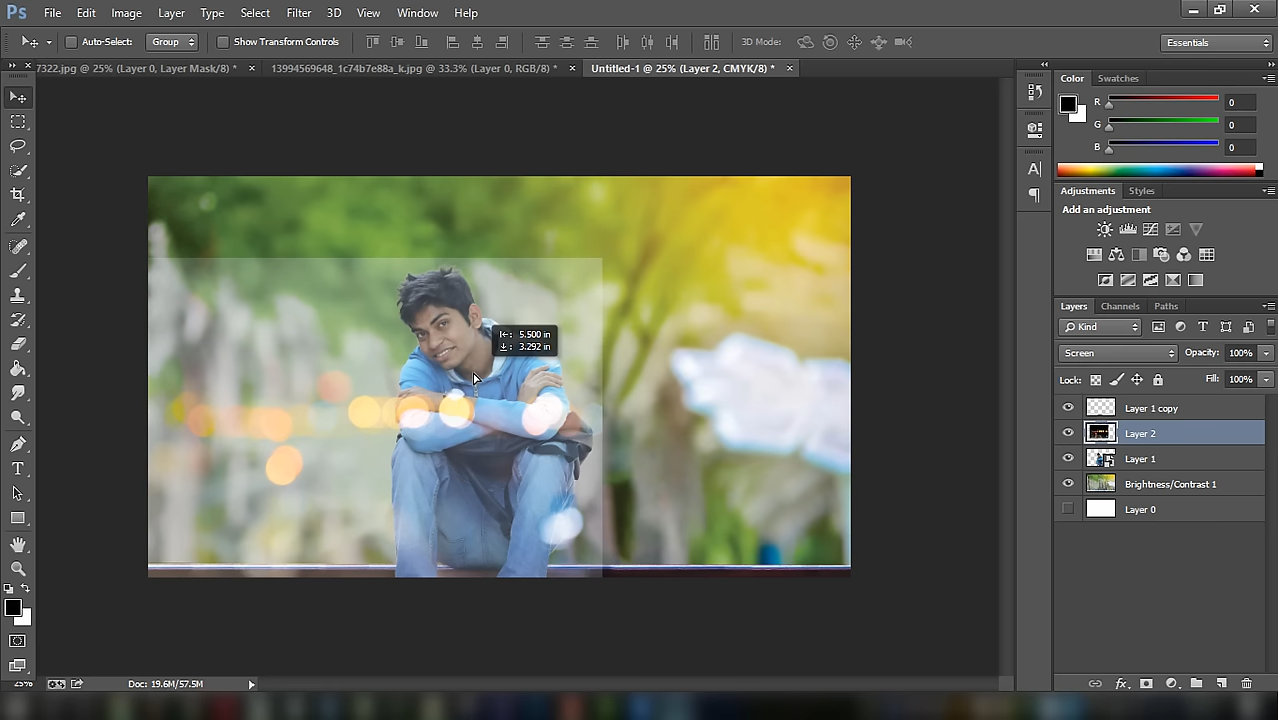 Ps File Edit Image Layer Type Select Filter 3D View Window Help
Auto-Select: Group Show Transform Controls 3D Mode: Essentials
7322.jpg @ 25% (Layer 0, Layer Mask/8) * × 13994569648_1c74b7e88a_k.jpg @ 33.3% (Layer 0, RGB/8) * × Untitled-1 @ 25% (Layer 2, CMYK/8) * ×
Color Swatches
R 0
G 0
B 0
Adjustments Styles
Add an adjustment
Layers Channels Paths
Kind
Screen Opacity: 100%
Lock: Fill: 100%
Layer 1 copy
Layer 2
Layer 1
Brightness/Contrast 1
Layer 0
5.500 in
3.292 in
25% Doc: 19.6M/57.5M